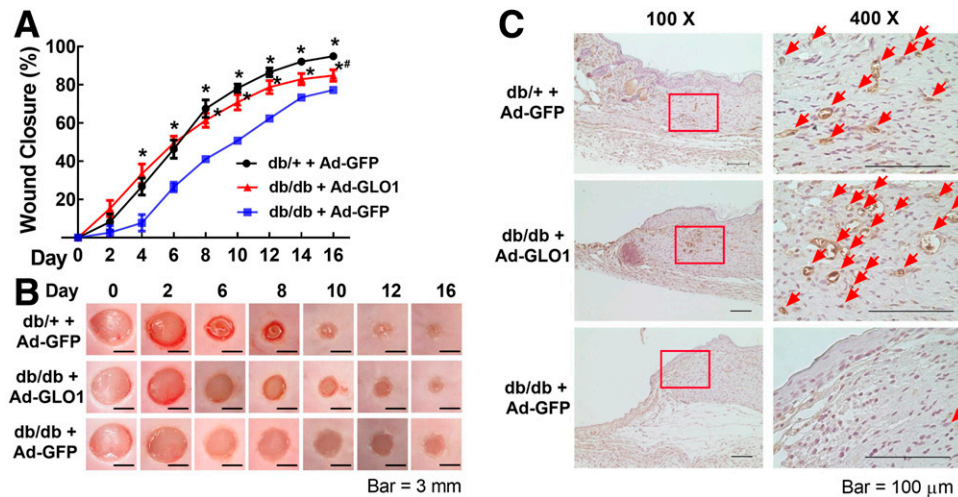 A
Wound Closure (%)
100
80
60
40
20
0
*
*
*
*
*
*
*
*
*
*
*
*#
db/+ + Ad-GFP
db/db + Ad-GLO1
db/db + Ad-GFP
Day 0 2 4 6 8 10 12 14 16
B
Day 0 2 6 8 10 12 16
db/+ +
Ad-GFP
db/db +
Ad-GLO1
db/db +
Ad-GFP
Bar = 3 mm
C
100 X 400 X
db/+ +
Ad-GFP
db/db +
Ad-GLO1
db/db +
Ad-GFP
Bar = 100 μm